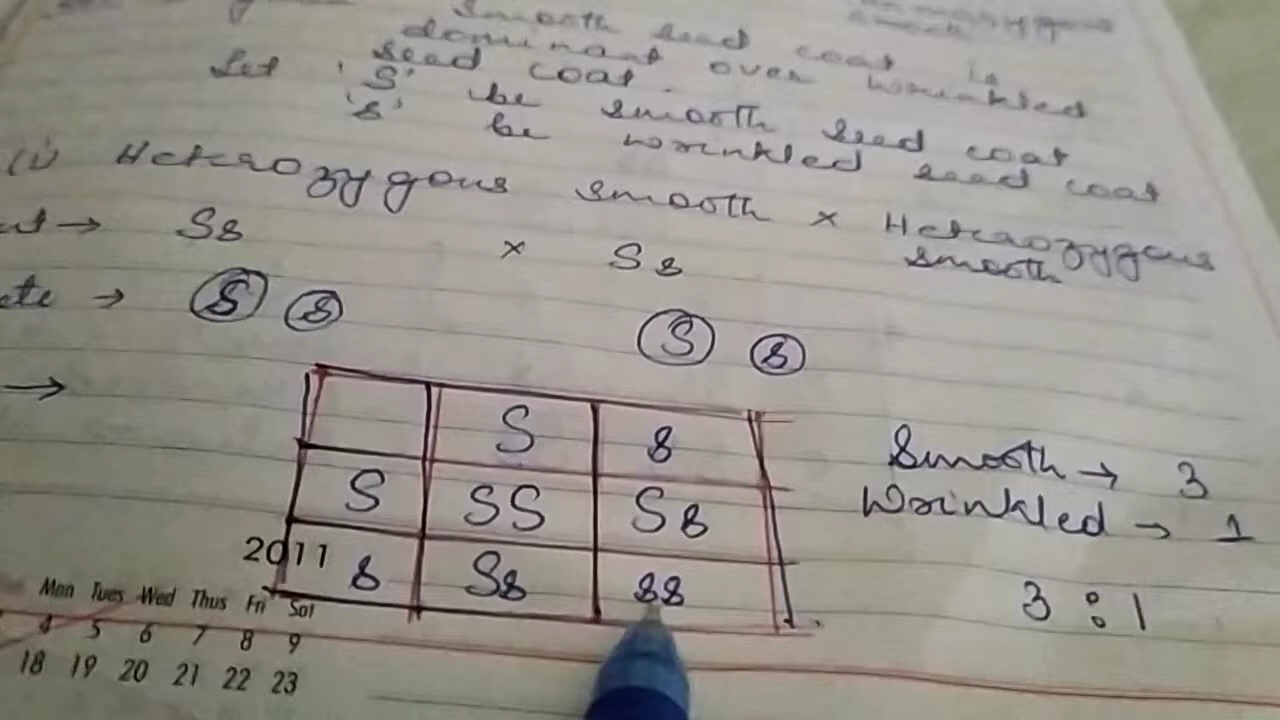 smooth seed coat is
dominant over wrinkled
seed coat.
Let 'S' be smooth seed coat
's' be wrinkled seed coat
(i) Heterozygous smooth × Heterozygous
smooth
→ Ss × Ss
→ S s S s
→
S s
S SS Ss
s Ss ss
Smooth → 3
Wrinkled → 1
3 : 1
2011
Mon Tues Wed Thus Fri Sat
4 5 6 7 8 9
18 19 20 21 22 23